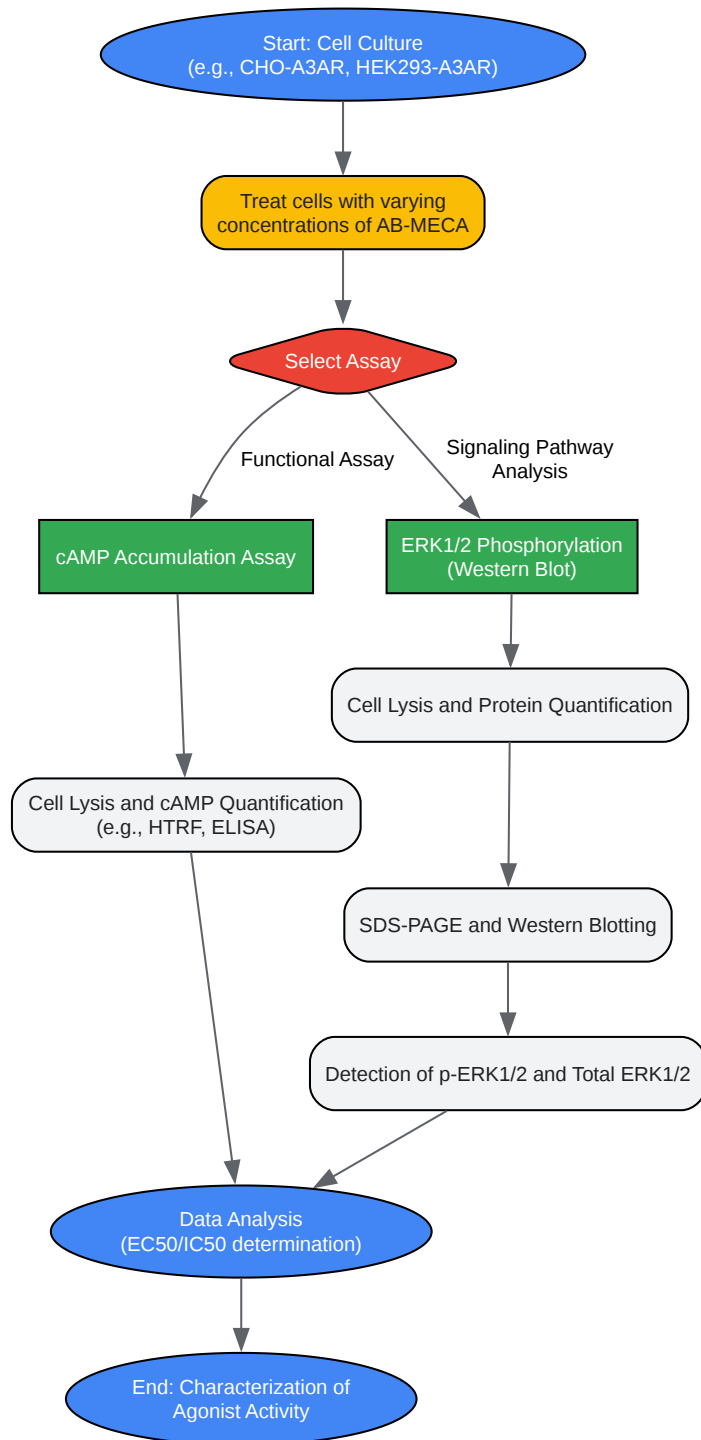 Start: Cell Culture
(e.g., CHO-A3AR, HEK293-A3AR)
Treat cells with varying
concentrations of AB-MECA
Select Assay
Functional Assay
Signaling Pathway
Analysis
cAMP Accumulation Assay
ERK1/2 Phosphorylation
(Western Blot)
Cell Lysis and Protein Quantification
Cell Lysis and cAMP Quantification
(e.g., HTRF, ELISA)
SDS-PAGE and Western Blotting
Detection of p-ERK1/2 and Total ERK1/2
Data Analysis
(EC50/IC50 determination)
End: Characterization of
Agonist Activity